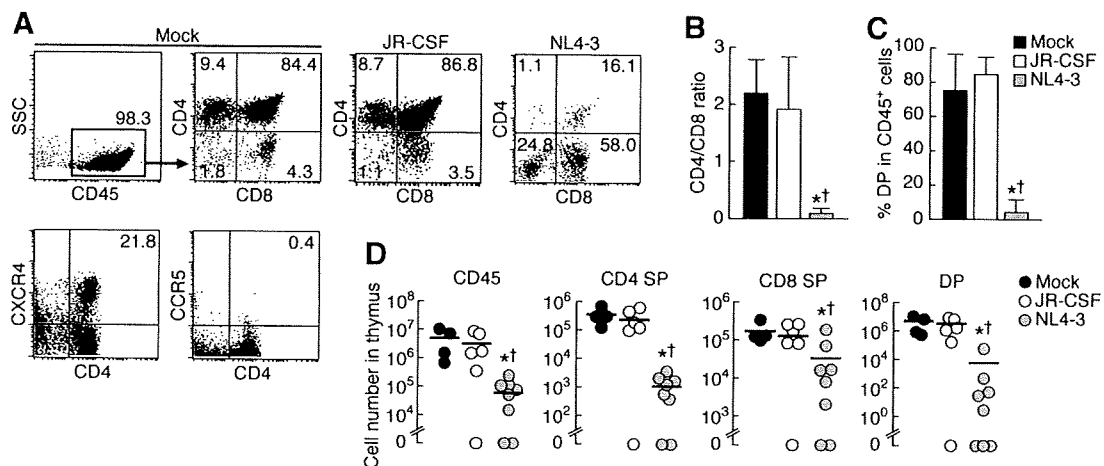 A
Mock
JR-CSF
NL4-3
9.4 84.4
8.7 86.8
1.1 16.1
98.3
SSC
CD4
CD4
CD4
24.8 58.0
1.8 4.3
1.1 3.5
CD45
CD8
CD8
CD8
21.8
0.4
CXCR4
CCR5
CD4
CD4
B
CD4/CD8 ratio
3
2
1
0
*†
C
% DP in CD45+ cells
100
80
60
40
20
0
*†
Mock
JR-CSF
NL4-3
D
Cell number in thymus
CD45
10^8
10^7
10^6
10^5
10^4
0
*†
CD4 SP
10^6
10^5
10^4
10^3
10^2
0
*†
CD8 SP
10^6
10^5
10^4
10^3
0
*†
DP
10^8
10^6
10^4
10^2
10^0
0
*†
Mock
JR-CSF
NL4-3